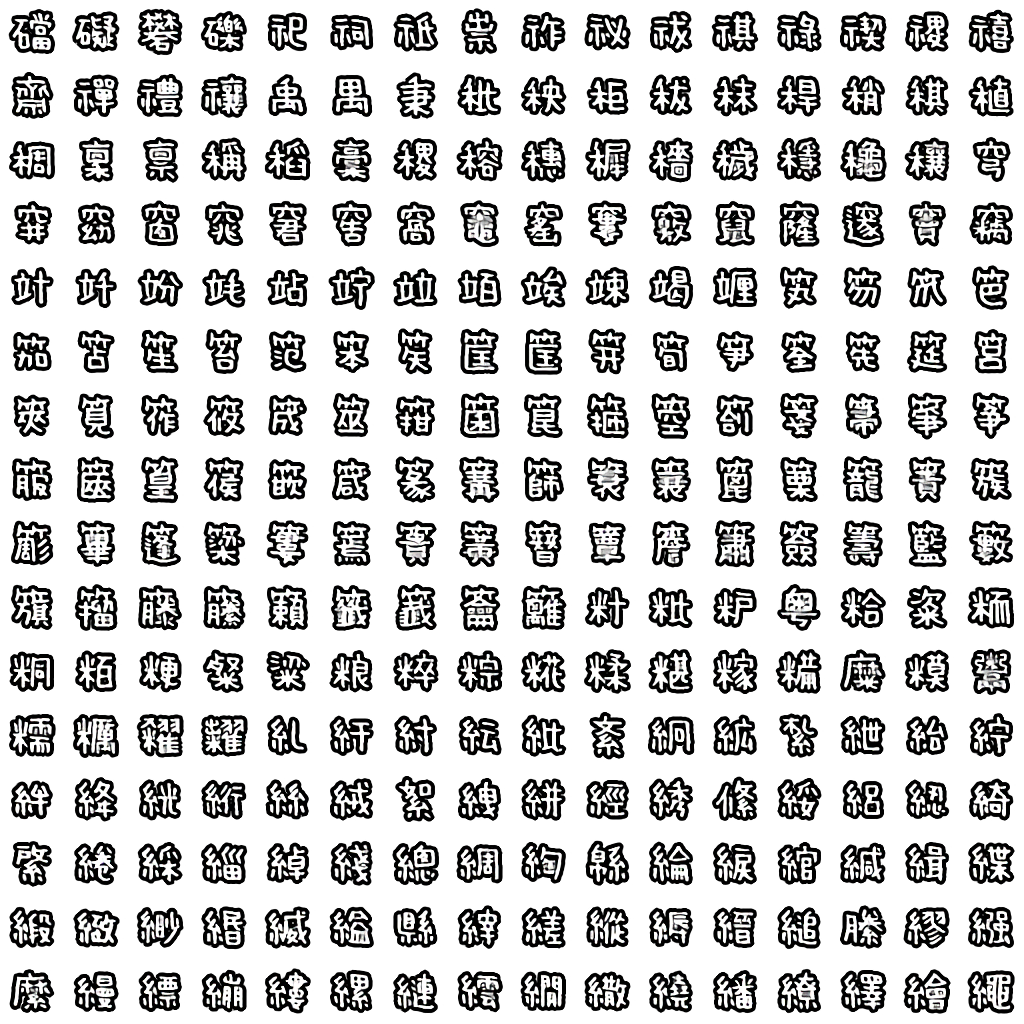 礑礙礬礫祀祠祗祟祚祕祓祺祿禊禝禧
齋禪禮禳禹禺秉秕秧秬秡秣稈稍稘稙
稠稟禀稱稻稾稷穃穗穉穡穢穩龝穰穹
穽窈窗窕窘窖窩竈窰窶竅竄窿邃竇竊
竍竏竕竓站竚竝竡竢竦竭竰笂笏笊笆
笳笘笙笞笵笨笶筐筺笄筍笋筌筅筵筥
筴筧筰筱筬筮箝箘箟箍箜箚箋箒箏筝
箙篋篁篌篏箴篆篝篩簑簔篦篥籠簀簇
簓篳篷簗簍篶簣簧簪簟簷簫簽籌籃籔
籏籀籐籘籟籤籖籥籬籵粃粐粤粭粢粫
粡粨粳粲粱粮粹粽糀糅糂糘糒糜糢鬻
糯糲糴糶糺紆紂紜紕紊絅絋紮紲紿紵
絆絳絖絎絲絨絮絏絣經綉絛綏絽綛綺
綮綣綵緇綽綫總綢綯緜綸綟綰緘緝緤
緞緻緲緡縅縊縣縡縒縱縟縉縋縢繆繦
縻縵縹繃縷縲縺繧繝繖繞繙繚繹繪繩